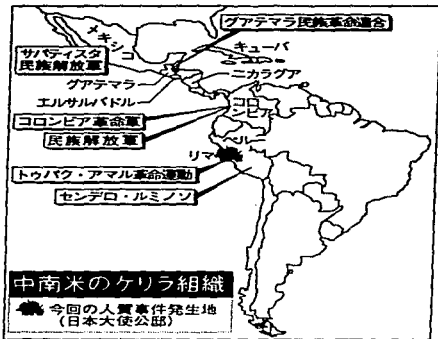 グアテマラ民族革命連合
メキシコ
サパティスタ
民族解放軍
キューバ
ニカラグア
グアテマラ
エルサルバドル
コロ
ンビア
コロンビア革命軍
民族解放軍
ペルー
リマ
トゥパク・アマル革命運動
センデロ・ルミノソ
中南米のゲリラ組織
今回の人質事件発生地
(日本大使公邸)